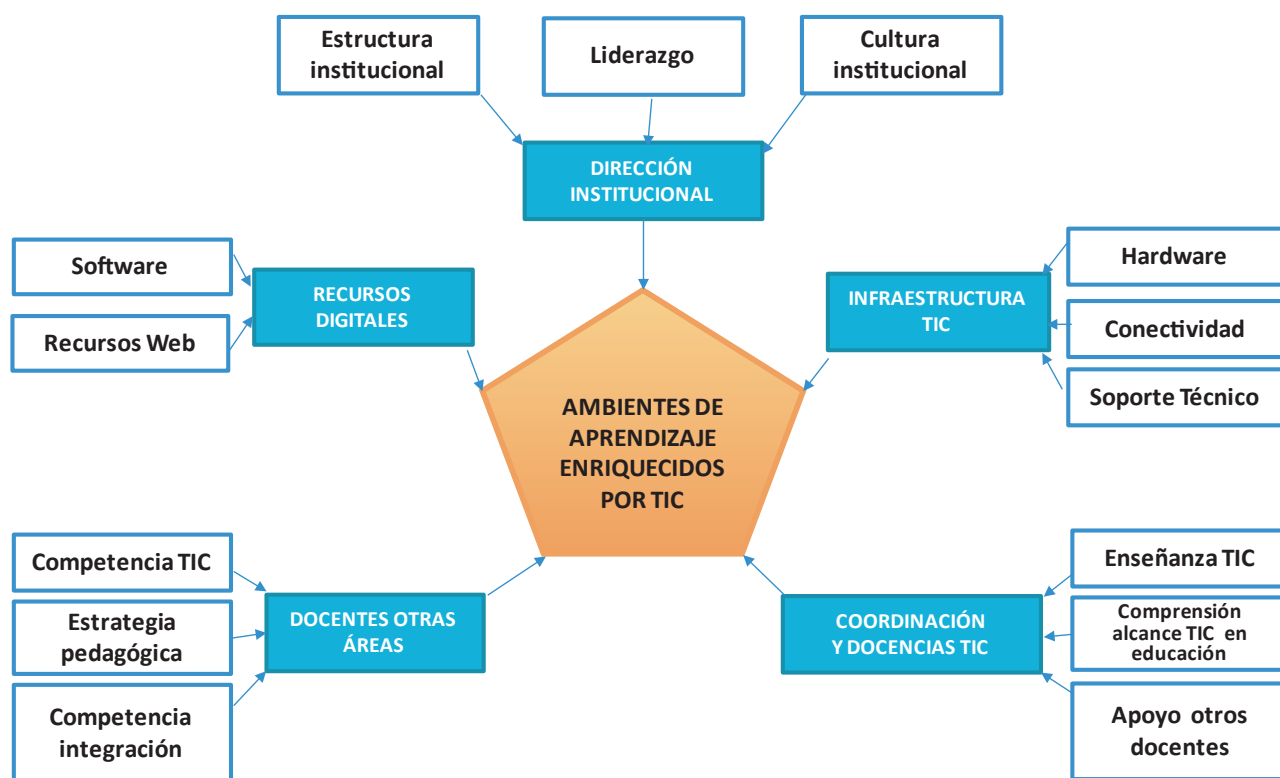 Estructura
institucional
Liderazgo
Cultura
institucional
DIRECCIÓN
INSTITUCIONAL
Software
Recursos Web
RECURSOS
DIGITALES
INFRAESTRUCTURA
TIC
Hardware
Conectividad
Soporte Técnico
AMBIENTES DE
APRENDIZAJE
ENRIQUECIDOS
POR TIC
Competencia TIC
Estrategia
pedagógica
Competencia
integración
DOCENTES OTRAS
ÁREAS
COORDINACIÓN
Y DOCENCIAS TIC
Enseñanza TIC
Comprensión
alcance TIC en
educación
Apoyo otros
docentes